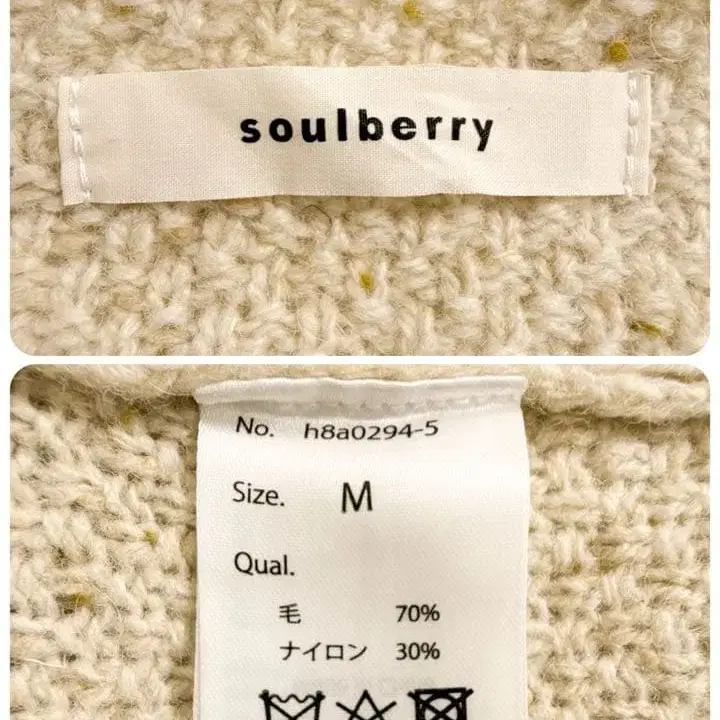 soulberry
No. h8a0294-5
Size. M
Qual.
毛 70%
ナイロン 30%